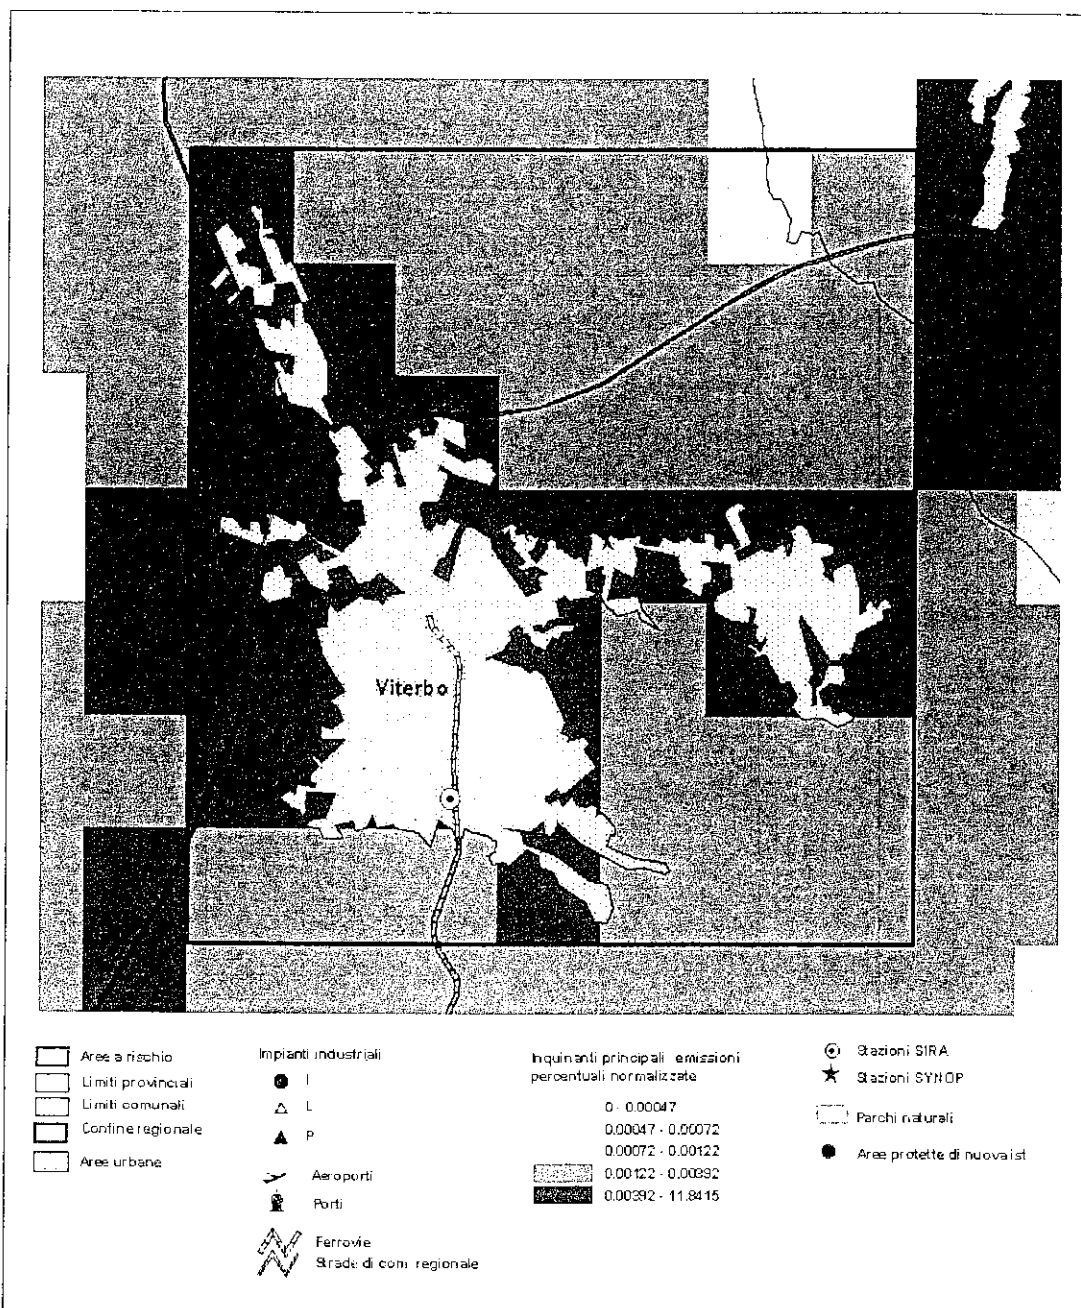 Viterbo
Aree a rischio
Limiti provinciali
Limiti comunali
Confine regionale
Aree urbane
Impianti industriali
I
L
P
Aeroporti
Porti
Ferrovie
Strade di com regionale
Inquinanti principali emissioni
percentuali normalizzate
0 - 0.00047
0.00047 - 0.00072
0.00072 - 0.00122
0.00122 - 0.00392
0.00392 - 11.8415
Stazioni SIRA
Stazioni SYNOP
Parchi naturali
Aree protette di nuova ist